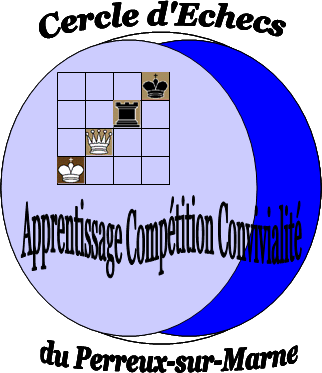 Cercle d'Echecs
Apprentissage Compétition Convivialité
du Perreux-sur-Marne